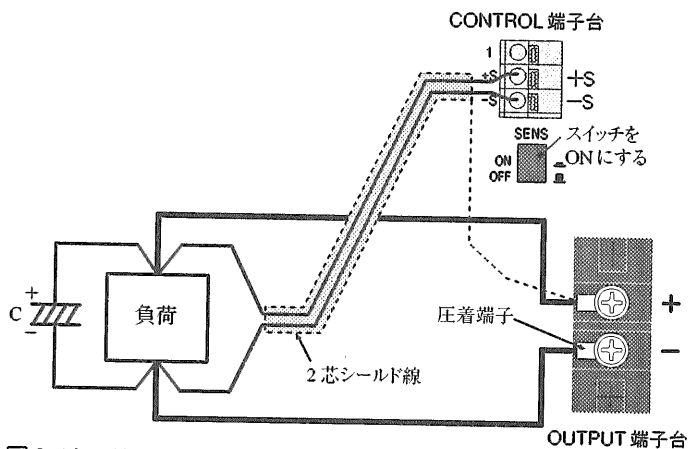 CONTROL 端子台
1
+S
+S
-S
-S
SENS
スイッチを
ONにする
ON
OFF
+
C
-
負荷
圧着端子
+
-
2芯シールド線
OUTPUT 端子台